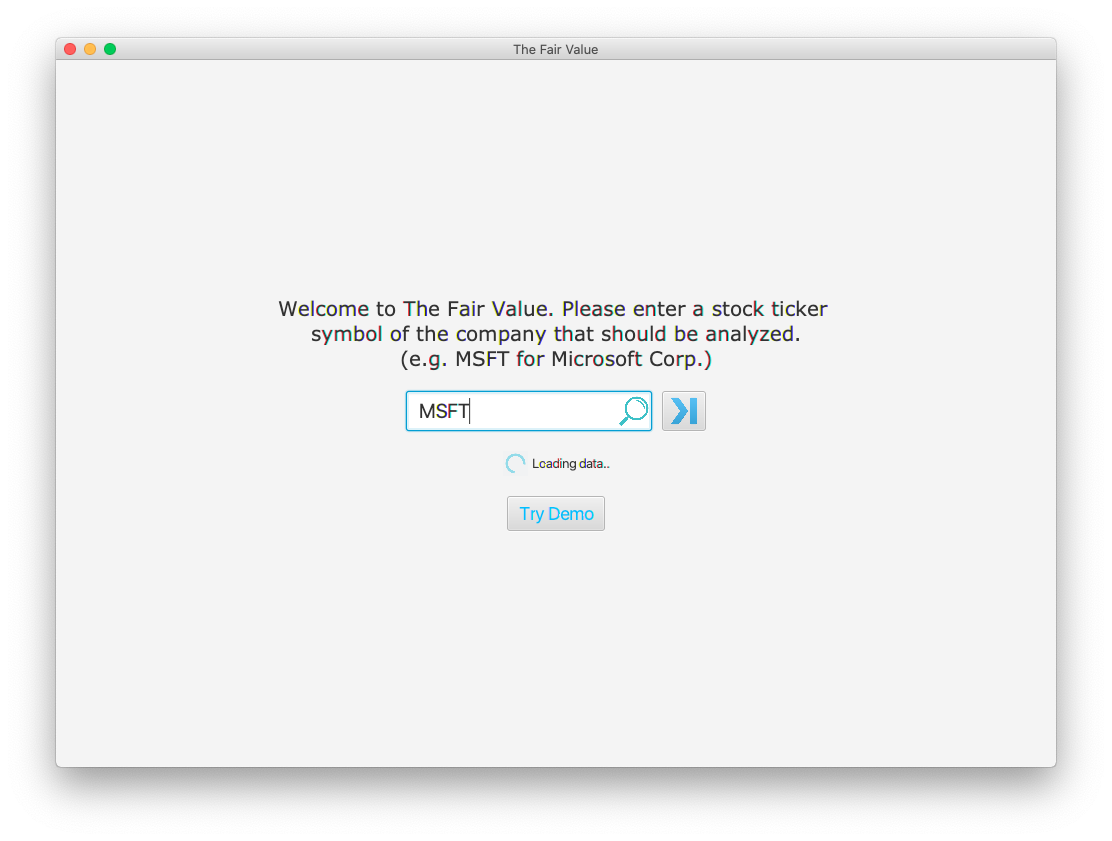 The Fair Value
Welcome to The Fair Value. Please enter a stock ticker
symbol of the company that should be analyzed.
(e.g. MSFT for Microsoft Corp.)
MSFT
Loading data..
Try Demo